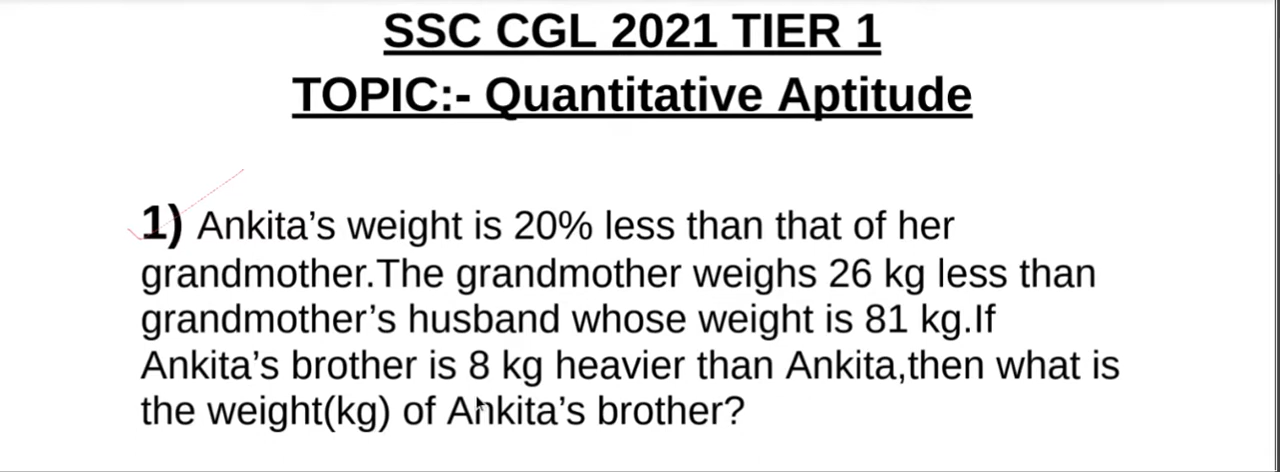 SSC CGL 2021 TIER 1
TOPIC:- Quantitative Aptitude
1) Ankita’s weight is 20% less than that of her
grandmother.The grandmother weighs 26 kg less than
grandmother’s husband whose weight is 81 kg.If
Ankita’s brother is 8 kg heavier than Ankita,then what is
the weight(kg) of Ankita’s brother?